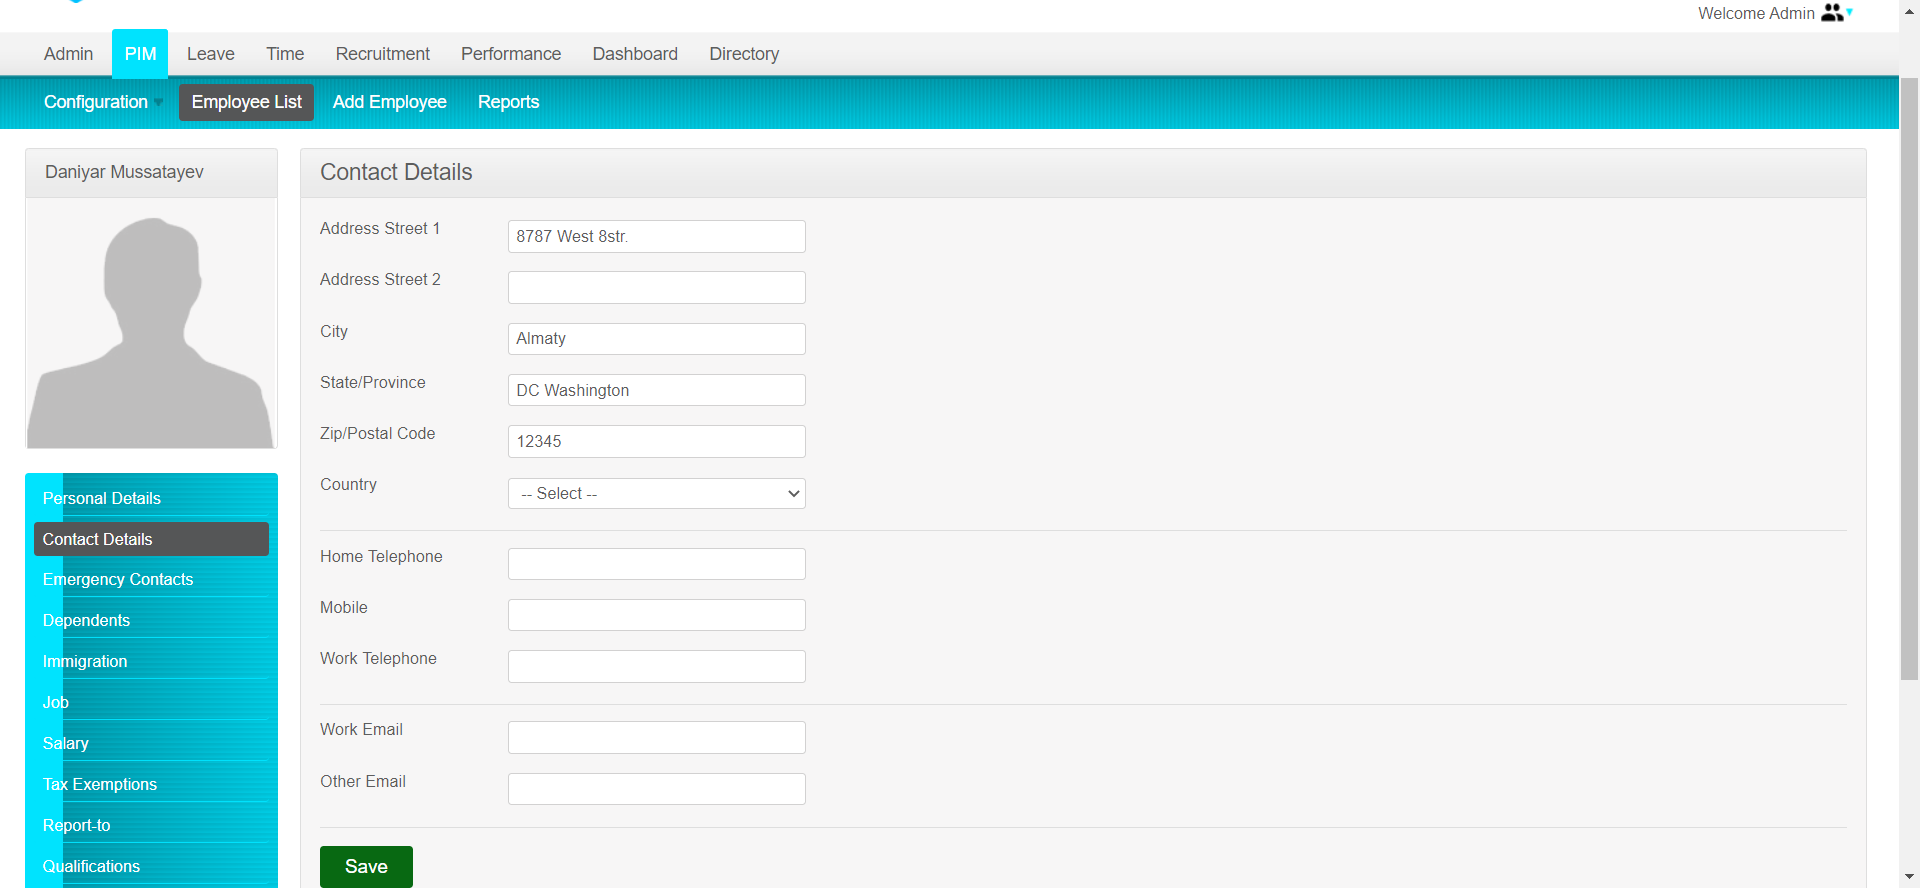 Welcome Admin
Admin PIM Leave Time Recruitment Performance Dashboard Directory
Configuration Employee List Add Employee Reports
Daniyar Mussatayev
Contact Details
Address Street 1 8787 West 8str.
Address Street 2
City Almaty
State/Province DC Washington
Zip/Postal Code 12345
Country -- Select --
Home Telephone
Mobile
Work Telephone
Work Email
Other Email
Save
Personal Details
Contact Details
Emergency Contacts
Dependents
Immigration
Job
Salary
Tax Exemptions
Report-to
Qualifications